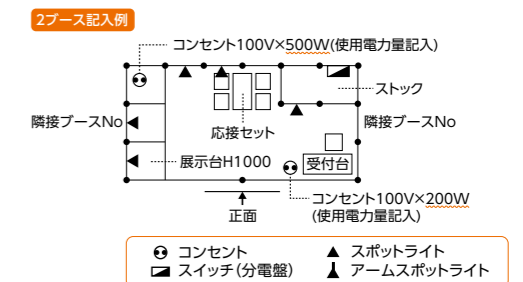 2ブース記入例
コンセント100V×500W(使用電力量記入)
ストック
隣接ブースNo
隣接ブースNo
応接セット
展示台H1000
受付台
コンセント100V×200W
(使用電力量記入)
正面
コンセント
スポットライト
スイッチ(分電盤)
アームスポットライト